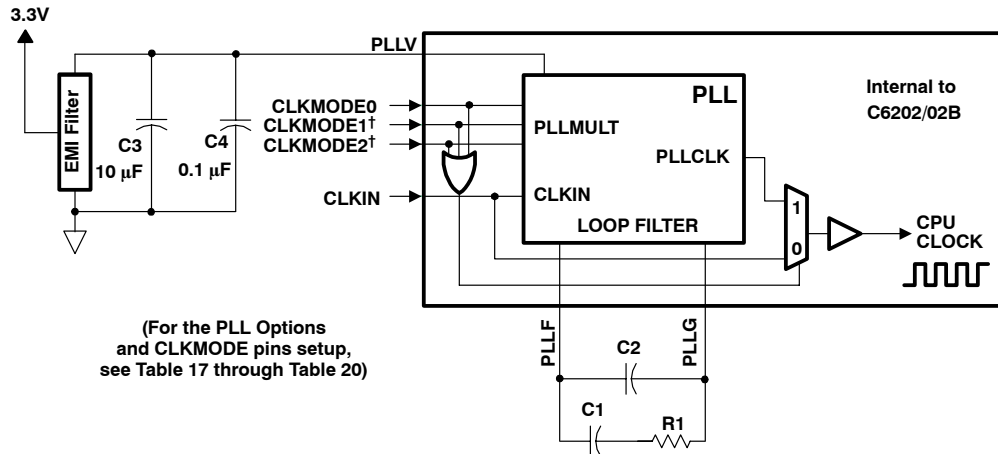 3.3V
EMI Filter
C3
10 µF
C4
0.1 µF
PLLV
CLKMODE0
CLKMODE1†
CLKMODE2†
CLKIN
PLL
PLLMULT
PLLCLK
CLKIN
LOOP FILTER
Internal to
C6202/02B
1
0
CPU
CLOCK
(For the PLL Options
and CLKMODE pins setup,
see Table 17 through Table 20)
PLLF
PLLG
C2
C1
R1